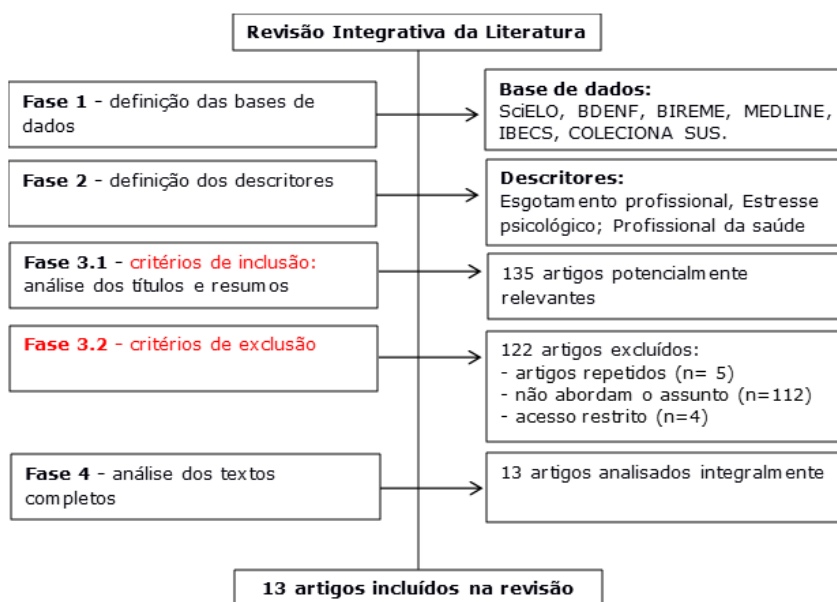 Revisão Integrativa da Literatura
Fase 1 - definição das bases de
dados
Base de dados:
SciELO, BDENF, BIREME, MEDLINE,
IBECS, COLECIONA SUS.
Fase 2 - definição dos descritores
Descritores:
Esgotamento profissional, Estresse
psicológico; Profissional da saúde
Fase 3.1 - critérios de inclusão:
análise dos títulos e resumos
135 artigos potencialmente
relevantes
Fase 3.2 - critérios de exclusão
122 artigos excluídos:
- artigos repetidos (n= 5)
- não abordam o assunto (n=112)
- acesso restrito (n=4)
Fase 4 - análise dos textos
completos
13 artigos analisados integralmente
13 artigos incluídos na revisão